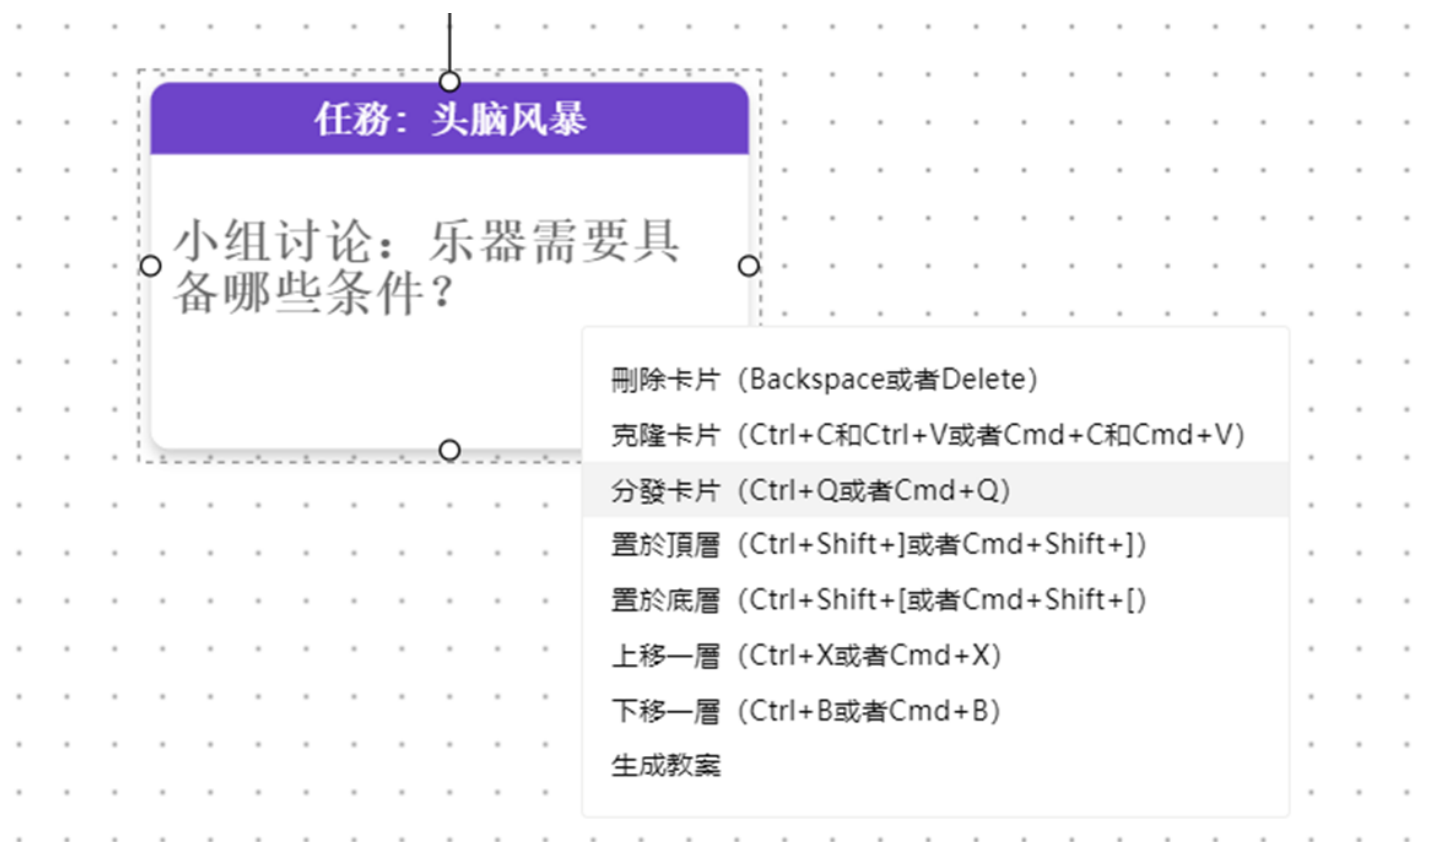 任務：头脑风暴
小组讨论：乐器需要具
备哪些条件？
刪除卡片（Backspace或者Delete）
克隆卡片（Ctrl+C和Ctrl+V或者Cmd+C和Cmd+V）
分發卡片（Ctrl+Q或者Cmd+Q）
置於頂層（Ctrl+Shift+]或者Cmd+Shift+]）
置於底層（Ctrl+Shift+[或者Cmd+Shift+[）
上移一層（Ctrl+X或者Cmd+X）
下移一層（Ctrl+B或者Cmd+B）
生成教案